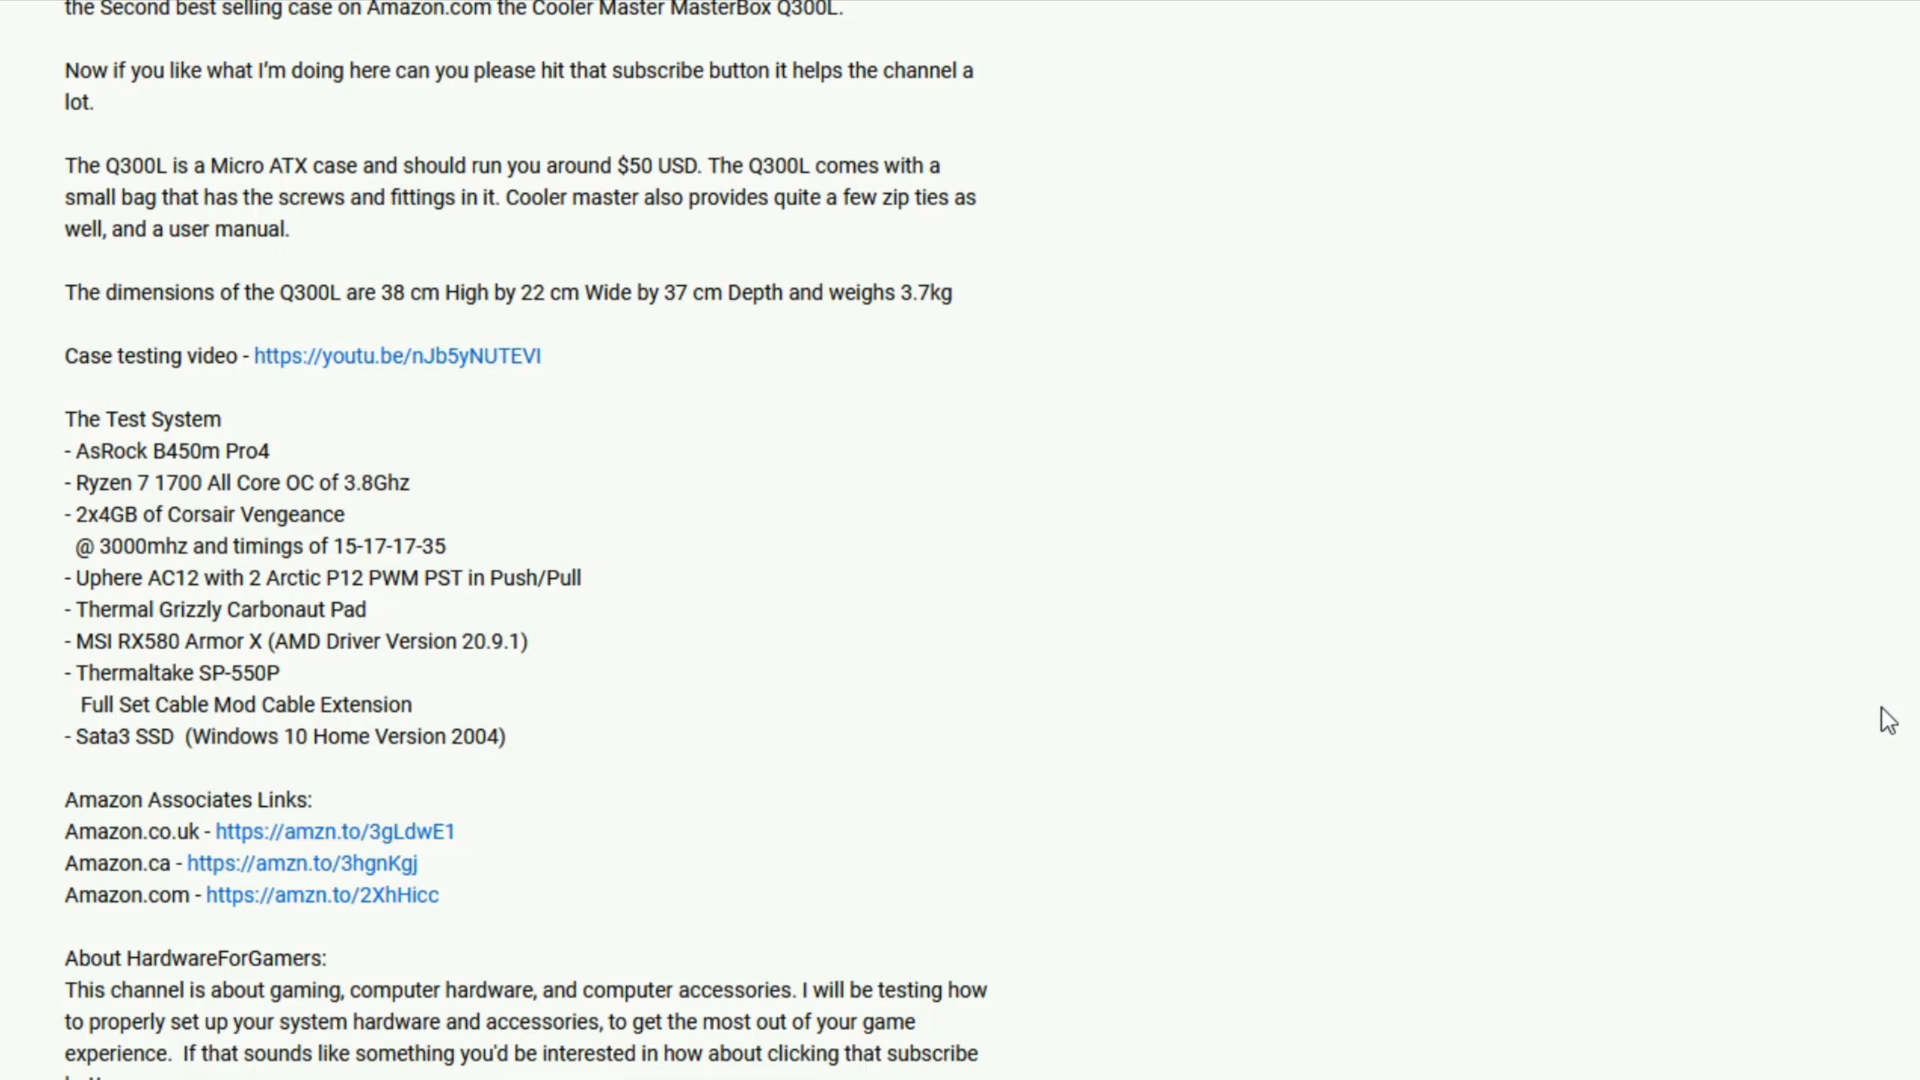 the Second best selling case on Amazon.com the Cooler Master MasterBox Q300L.
Now if you like what I'm doing here can you please hit that subscribe button it helps the channel a
lot.
The Q300L is a Micro ATX case and should run you around $50 USD. The Q300L comes with a
small bag that has the screws and fittings in it. Cooler master also provides quite a few zip ties as
well, and a user manual.
The dimensions of the Q300L are 38 cm High by 22 cm Wide by 37 cm Depth and weighs 3.7kg
Case testing video - https://youtu.be/nJb5yNUTEVI
The Test System
- AsRock B450m Pro4
- Ryzen 7 1700 All Core OC of 3.8Ghz
- 2x4GB of Corsair Vengeance
@ 3000mhz and timings of 15-17-17-35
- Uphere AC12 with 2 Arctic P12 PWM PST in Push/Pull
- Thermal Grizzly Carbonaut Pad
- MSI RX580 Armor X (AMD Driver Version 20.9.1)
- Thermaltake SP-550P
Full Set Cable Mod Cable Extension
- Sata3 SSD  (Windows 10 Home Version 2004)
Amazon Associates Links:
Amazon.co.uk - https://amzn.to/3gLdwE1
Amazon.ca - https://amzn.to/3hgnKgj
Amazon.com - https://amzn.to/2XhHicc
About HardwareForGamers:
This channel is about gaming, computer hardware, and computer accessories. I will be testing how
to properly set up your system hardware and accessories, to get the most out of your game
experience.  If that sounds like something you'd be interested in how about clicking that subscribe